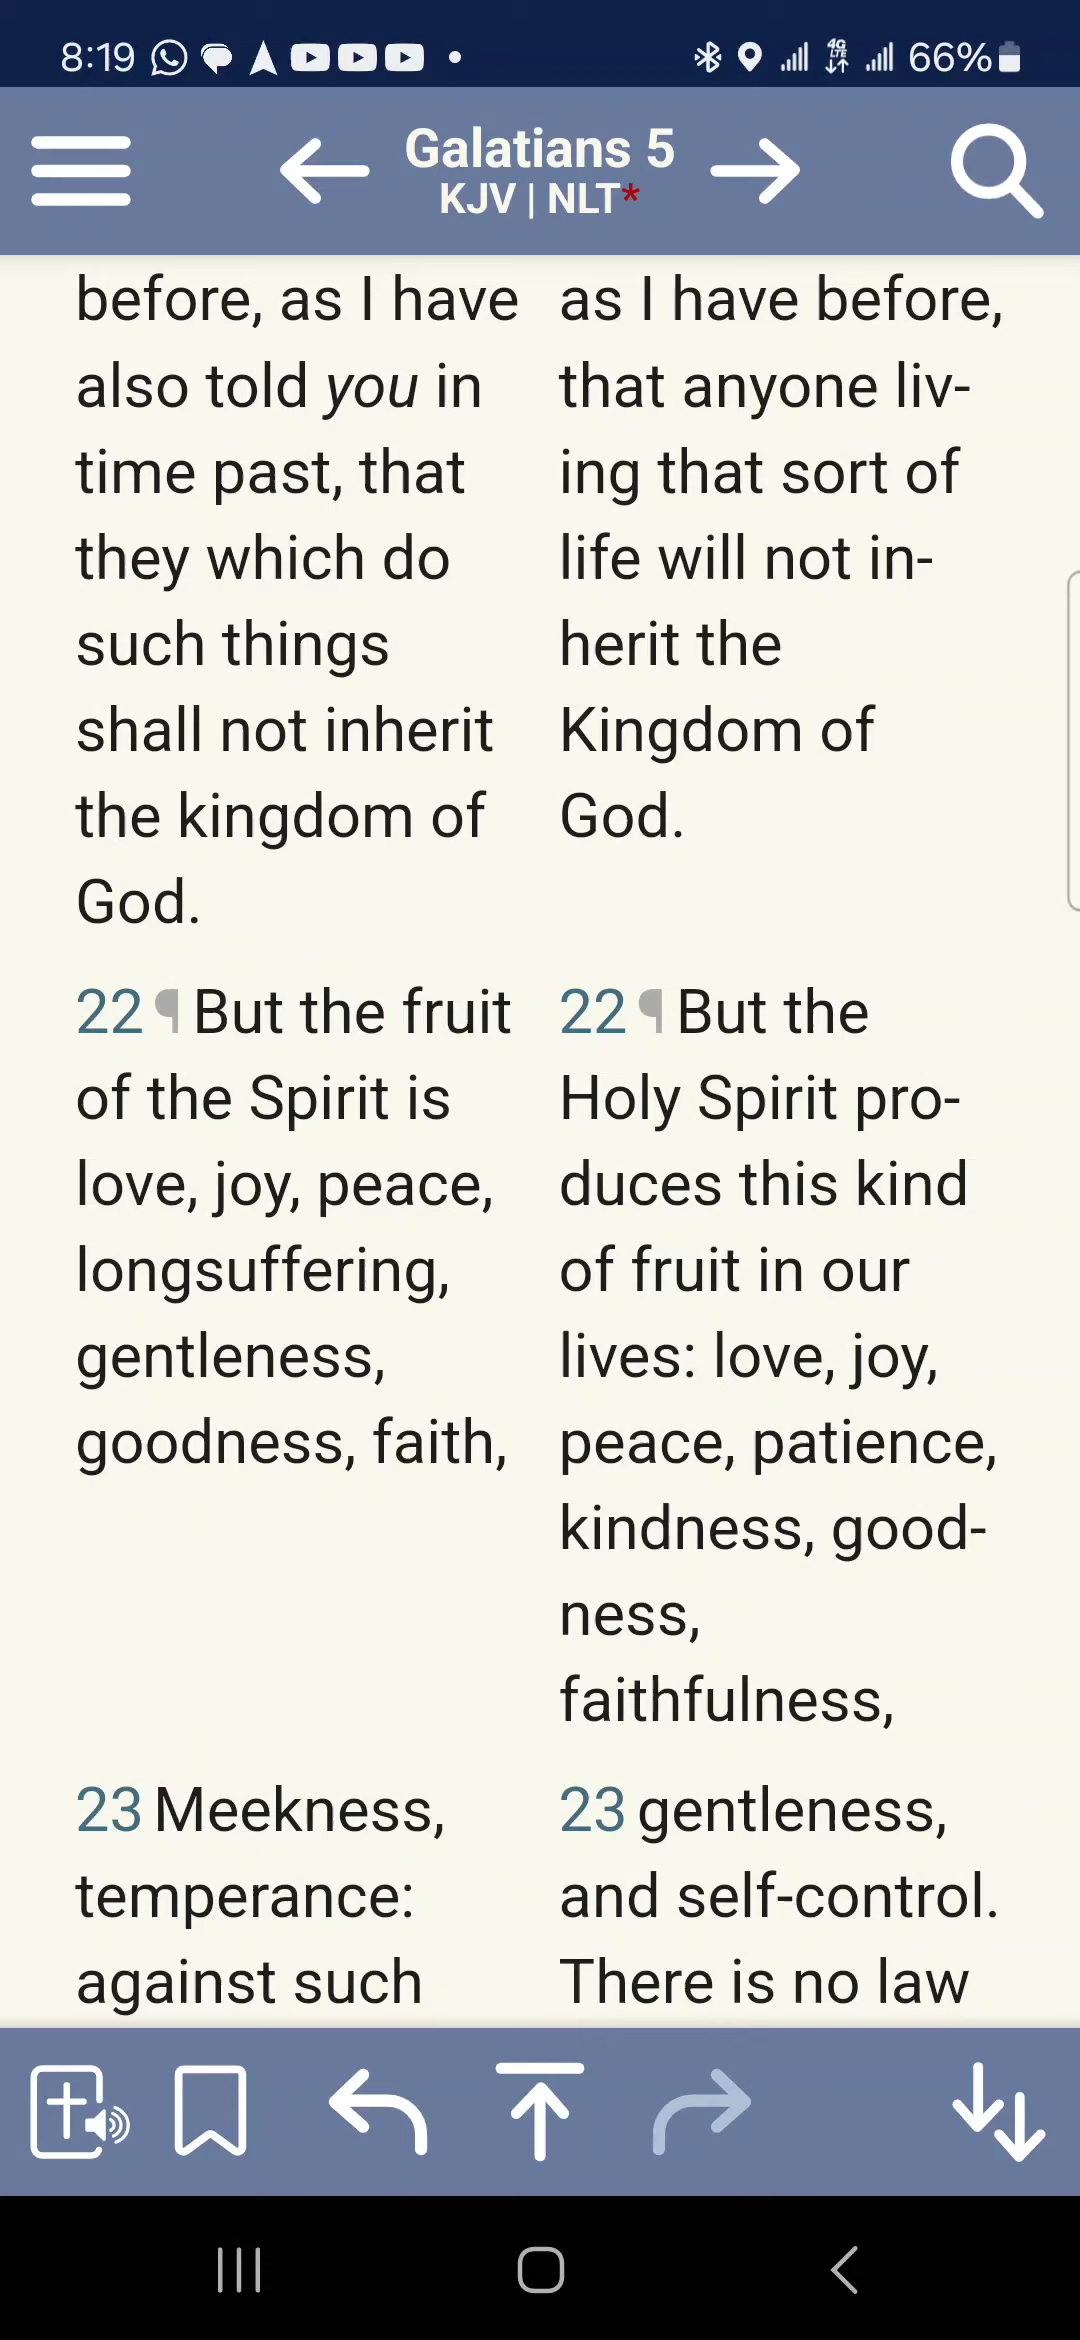 8:19
4G LTE 66%
Galatians 5
KJV | NLT*
before, as I have
also told you in
time past, that
they which do
such things
shall not inherit
the kingdom of
God.
as I have before,
that anyone liv-
ing that sort of
life will not in-
herit the
Kingdom of
God.
22 ¶ But the fruit
of the Spirit is
love, joy, peace,
longsuffering,
gentleness,
goodness, faith,
22 ¶ But the
Holy Spirit pro-
duces this kind
of fruit in our
lives: love, joy,
peace, patience,
kindness, good-
ness,
faithfulness,
23 Meekness,
temperance:
against such
23 gentleness,
and self-control.
There is no law